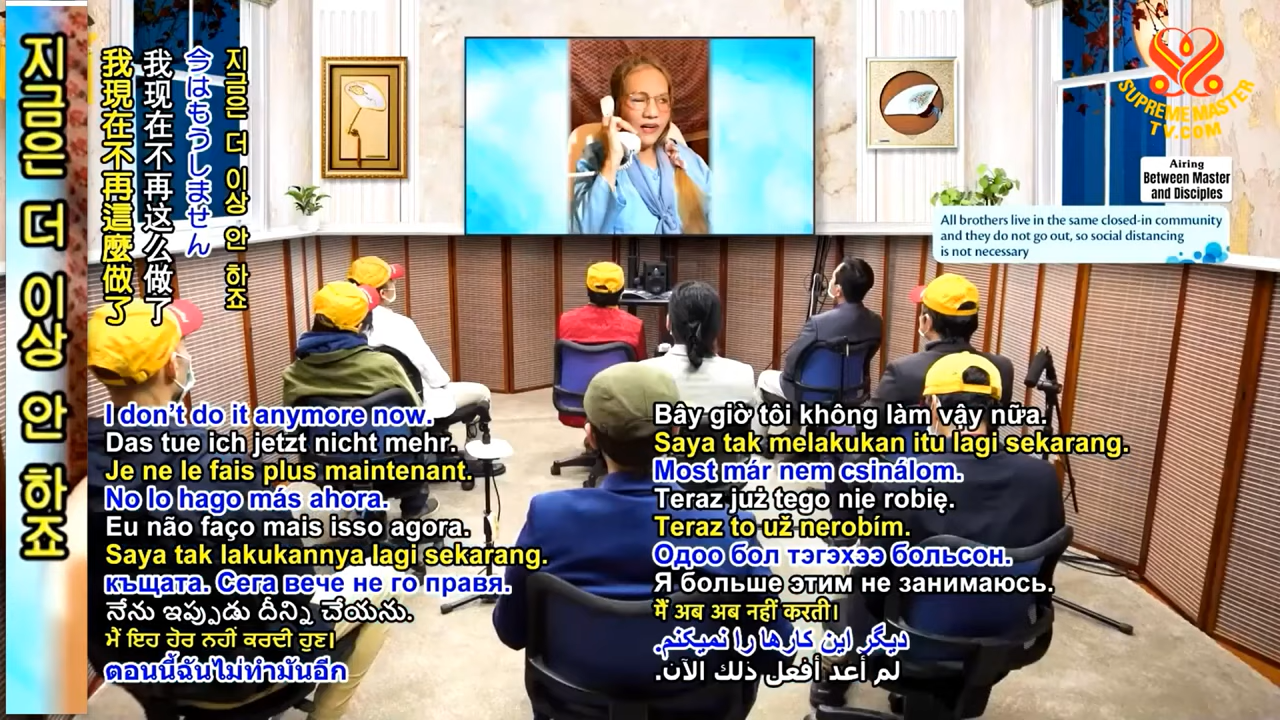 지금은 더 이상 안 하죠
我現在不再這麼做了
我现在不再这么做了
今はもうしません
지금은 더 이상 안 하죠
SUPREME MASTER
TV.COM
Airing
Between Master
and Disciples
All brothers live in the same closed-in community
and they do not go out, so social distancing
is not necessary
I don't do it anymore now.
Das tue ich jetzt nicht mehr.
Je ne le fais plus maintenant.
No lo hago más ahora.
Eu não faço mais isso agora.
Saya tak lakukannya lagi sekarang.
къщата. Сега вече не го правя.
నేను ఇప్పుడు దీన్ని చేయను.
ਮੈਂ ਇਹ ਹੋਰ ਨਹੀਂ ਕਰਦੀ ਹੁਣ।
ตอนนี้ฉันไม่ทำมันอีก
Bây giờ tôi không làm vậy nữa.
Saya tak melakukan itu lagi sekarang.
Most már nem csinálom.
Teraz już tego nie robię.
Teraz to už nerobím.
Одоо бол тэгэхээ больсон.
Я больше этим не занимаюсь.
मैं अब अब नहीं करती।
دیگر این کارها را نمیکنم.
لم أعد أفعل ذلك الآن.